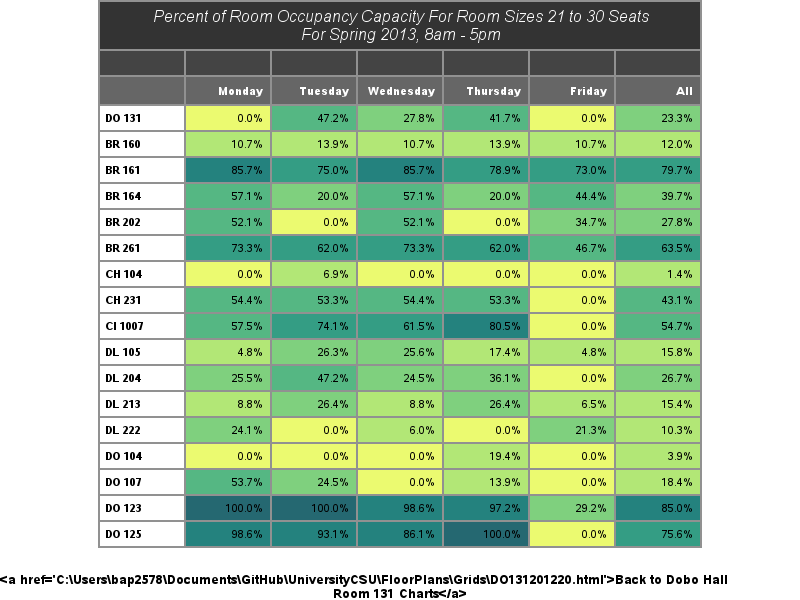 Percent of Room Occupancy Capacity For Room Sizes 21 to 30 Seats
For Spring 2013, 8am - 5pm
Monday Tuesday Wednesday Thursday Friday All
DO 131 0.0% 47.2% 27.8% 41.7% 0.0% 23.3%
BR 160 10.7% 13.9% 10.7% 13.9% 10.7% 12.0%
BR 161 85.7% 75.0% 85.7% 78.9% 73.0% 79.7%
BR 164 57.1% 20.0% 57.1% 20.0% 44.4% 39.7%
BR 202 52.1% 0.0% 52.1% 0.0% 34.7% 27.8%
BR 261 73.3% 62.0% 73.3% 62.0% 46.7% 63.5%
CH 104 0.0% 6.9% 0.0% 0.0% 0.0% 1.4%
CH 231 54.4% 53.3% 54.4% 53.3% 0.0% 43.1%
CI 1007 57.5% 74.1% 61.5% 80.5% 0.0% 54.7%
DL 105 4.8% 26.3% 25.6% 17.4% 4.8% 15.8%
DL 204 25.5% 47.2% 24.5% 36.1% 0.0% 26.7%
DL 213 8.8% 26.4% 8.8% 26.4% 6.5% 15.4%
DL 222 24.1% 0.0% 6.0% 0.0% 21.3% 10.3%
DO 104 0.0% 0.0% 0.0% 19.4% 0.0% 3.9%
DO 107 53.7% 24.5% 0.0% 13.9% 0.0% 18.4%
DO 123 100.0% 100.0% 98.6% 97.2% 29.2% 85.0%
DO 125 98.6% 93.1% 86.1% 100.0% 0.0% 75.6%
<a href='C:\Users\bap2578\Documents\GitHub\UniversityCSU\FloorPlans\Grids\DO131201220.html'>Back to Dobo Hall
Room 131 Charts</a>